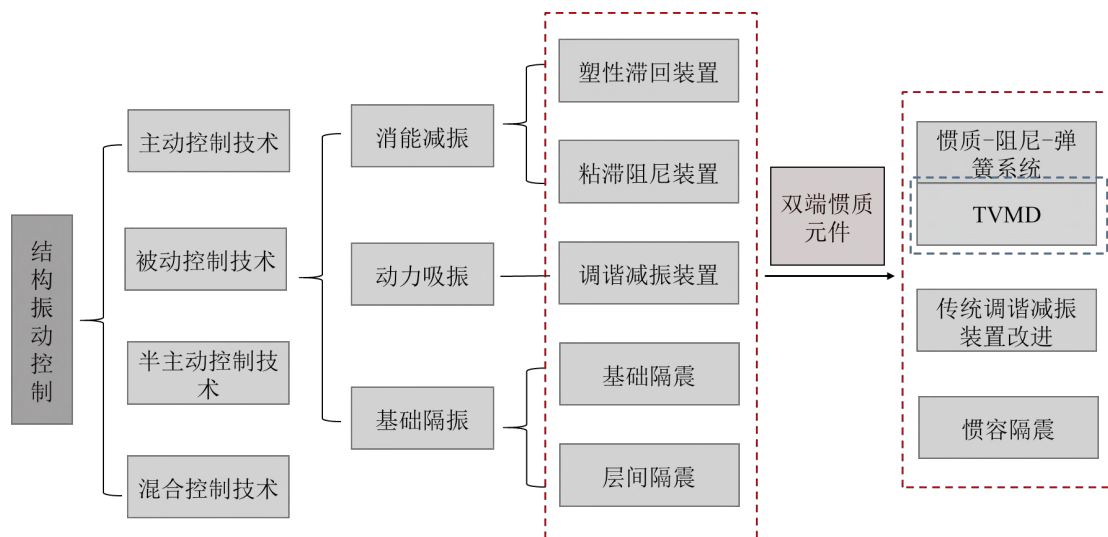 结构振动控制
主动控制技术
被动控制技术
半主动控制技
术
混合控制技术
消能减振
动力吸振
基础隔振
塑性滞回装置
粘滞阻尼装置
调谐减振装置
基础隔震
层间隔震
双端惯质
元件
惯质-阻尼-弹
簧系统
TVMD
传统调谐减振
装置改进
惯容隔震